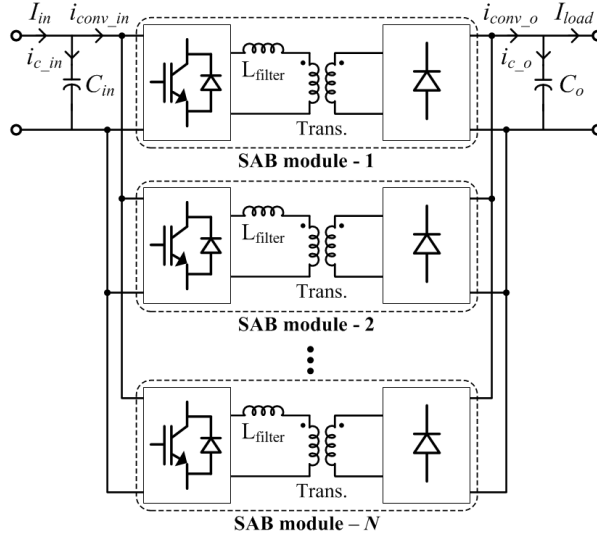 I_in i_conv_in i_conv_o I_load
i_c_in i_c_o
C_in L_filter C_o
Trans.
SAB module - 1
L_filter
Trans.
SAB module - 2
L_filter
Trans.
SAB module – N